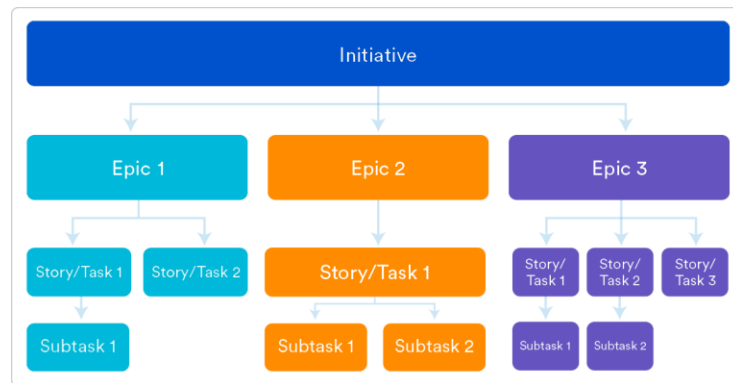 Initiative
Epic 1
Epic 2
Epic 3
Story/Task 1
Story/Task 2
Story/Task 1
Story/
Task 1
Story/
Task 2
Story/
Task 3
Subtask 1
Subtask 1
Subtask 2
Subtask 1
Subtask 2